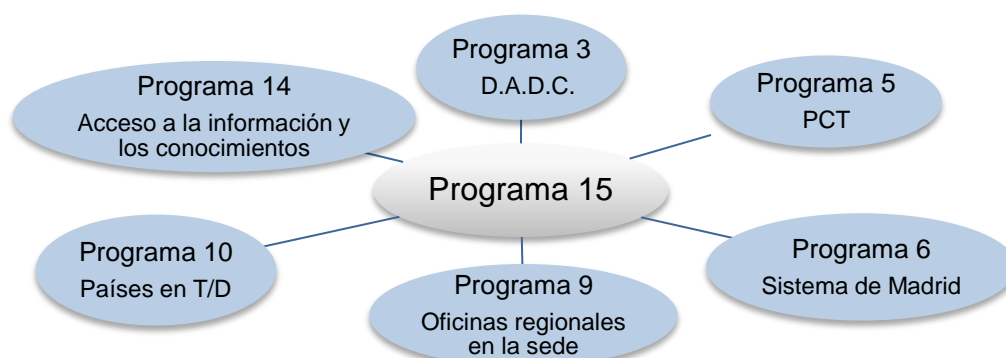 Programa 3
D.A.D.C.
Programa 14
Acceso a la información y
los conocimientos
Programa 5
PCT
Programa 15
Programa 10
Países en T/D
Programa 9
Oficinas regionales
en la sede
Programa 6
Sistema de Madrid